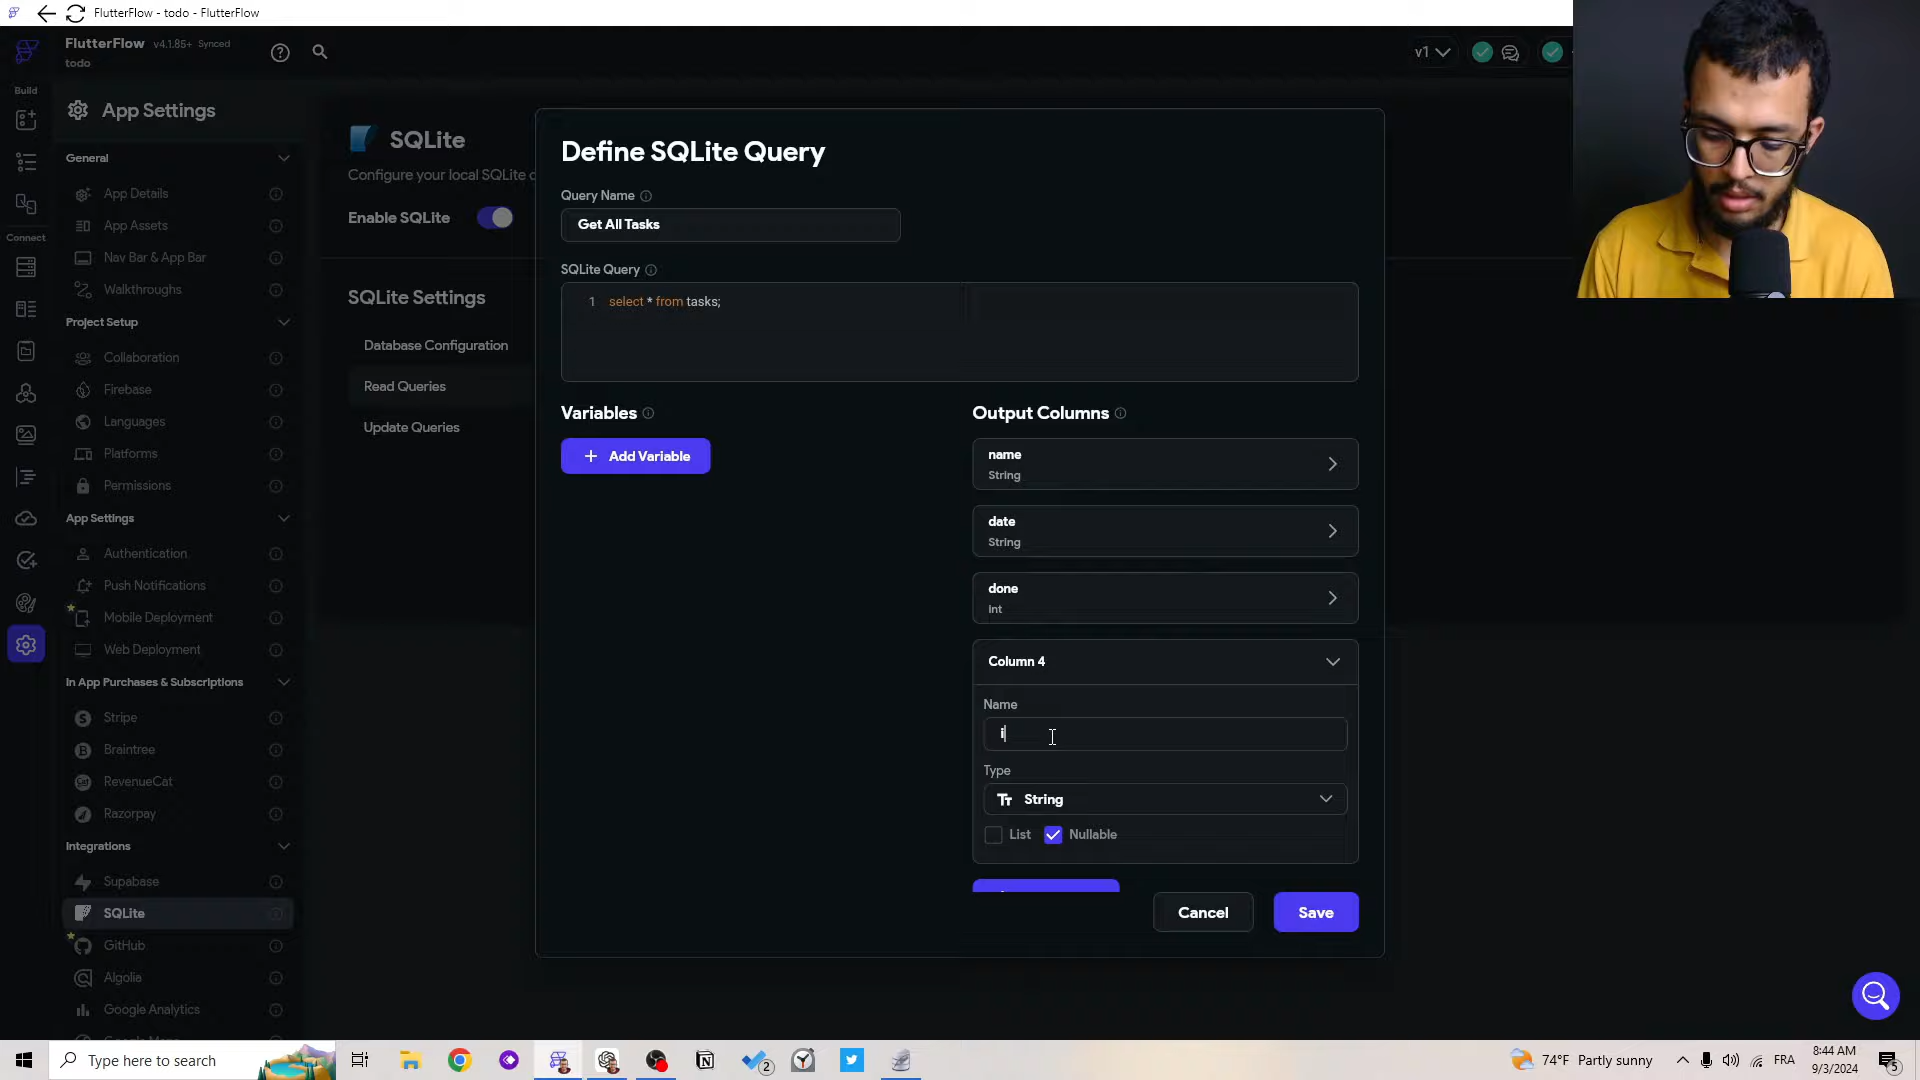 FlutterFlow - todo - FlutterFlow
FlutterFlow v4.1.85+ Synced
todo
v1
Build
Connect
App Settings
General
App Details
App Assets
Nav Bar & App Bar
Walkthroughs
Project Setup
Collaboration
Firebase
Languages
Platforms
Permissions
App Settings
Authentication
Push Notifications
Mobile Deployment
Web Deployment
In App Purchases & Subscriptions
Stripe
Braintree
RevenueCat
Razorpay
Integrations
Supabase
SQLite
GitHub
Algolia
Google Analytics
SQLite
Configure your local SQLite
Enable SQLite
SQLite Settings
Database Configuration
Read Queries
Update Queries
Define SQLite Query
Query Name
Get All Tasks
SQLite Query
1 select * from tasks;
Variables
+ Add Variable
Output Columns
name
String
date
String
done
Int
Column 4
Name
i
Type
Tт String
List Nullable
Cancel Save
Type here to search
2
74°F Partly sunny
FRA
8:44 AM
9/3/2024
5